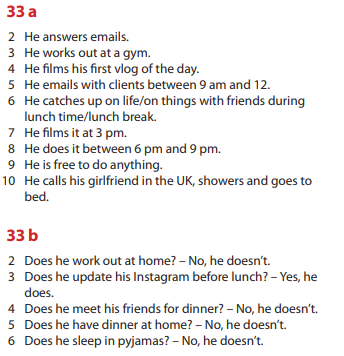 33 a
2 He answers emails.
3 He works out at a gym.
4 He films his first vlog of the day.
5 He emails with clients between 9 am and 12.
6 He catches up on life/on things with friends during
lunch time/lunch break.
7 He films it at 3 pm.
8 He does it between 6 pm and 9 pm.
9 He is free to do anything.
10 He calls his girlfriend in the UK, showers and goes to
bed.
33 b
2 Does he work out at home? – No, he doesn't.
3 Does he update his Instagram before lunch? – Yes, he
does.
4 Does he meet his friends for dinner? – No, he doesn't.
5 Does he have dinner at home? – No, he doesn't.
6 Does he sleep in pyjamas? – No, he doesn't.